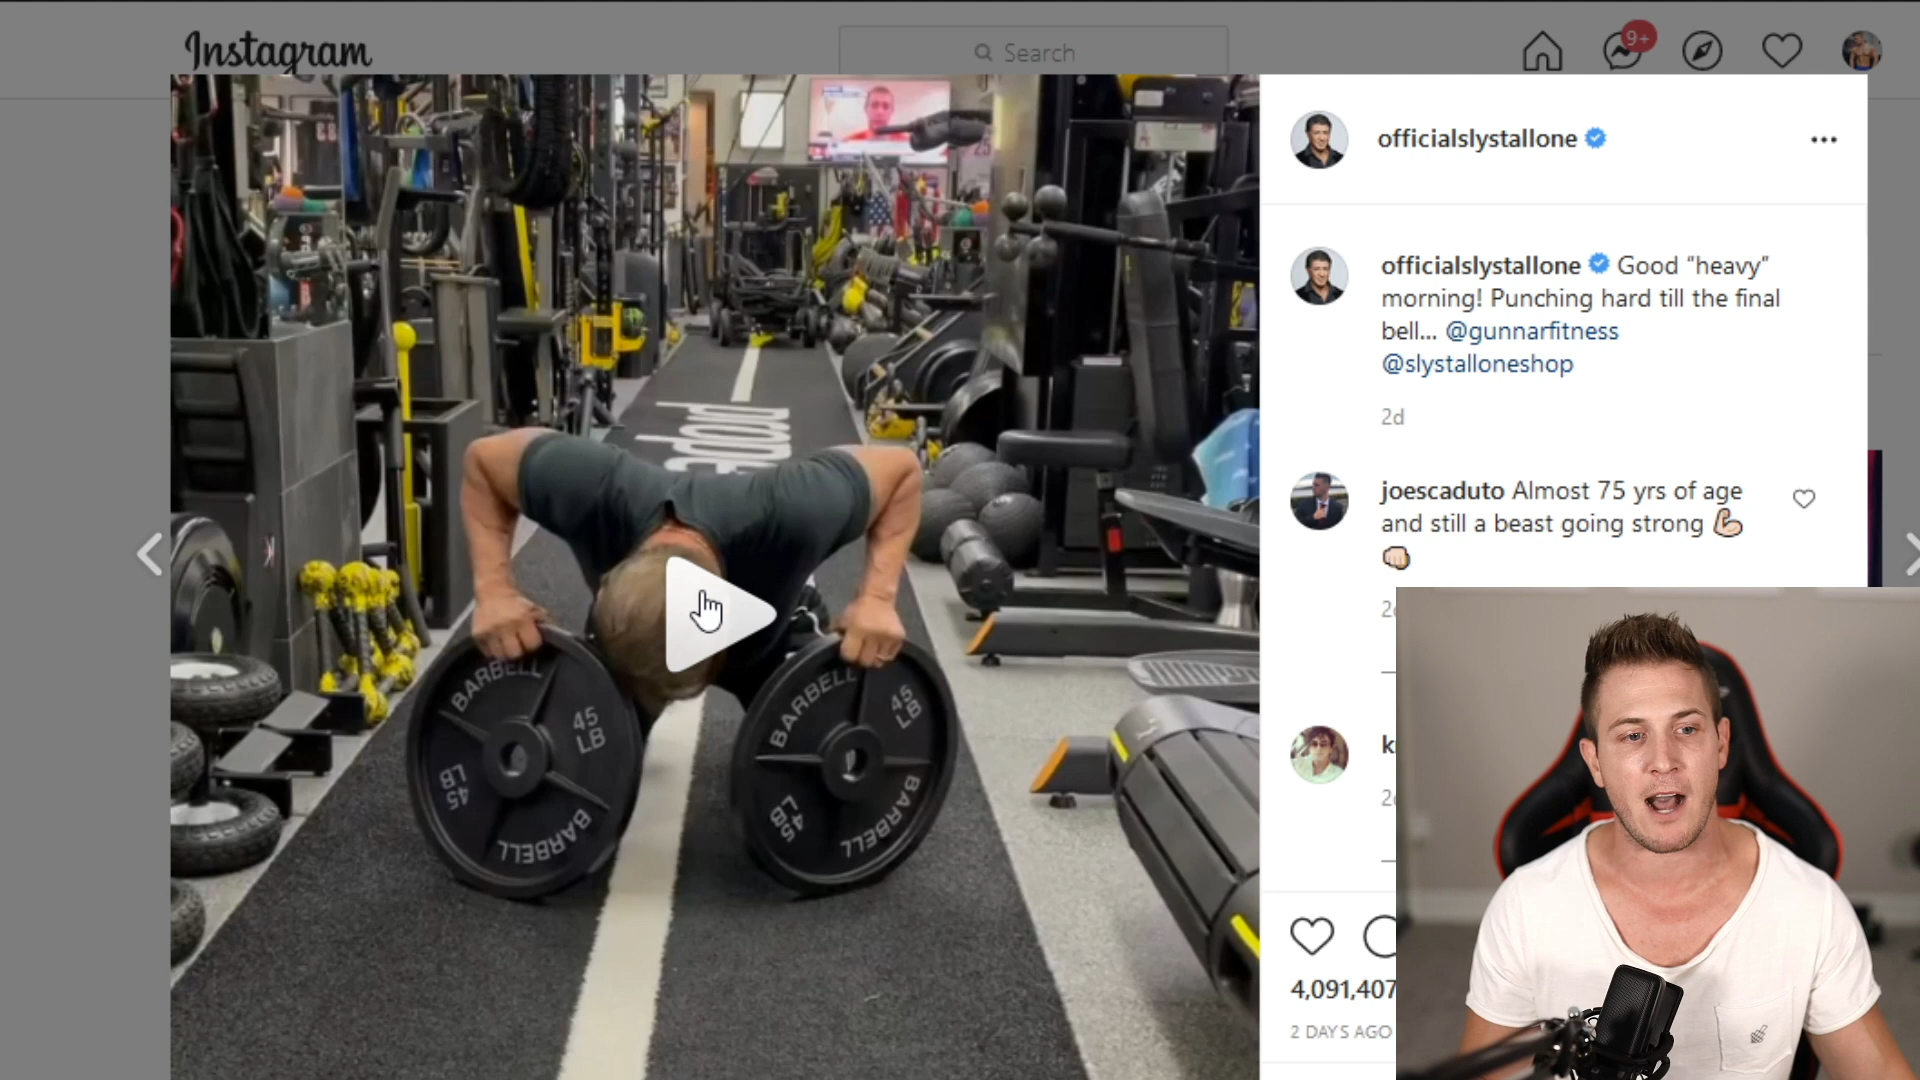 Instagram
Search
9+
officialslystallone
officialslystallone Good “heavy”
morning! Punching hard till the final
bell... @gunnarfitness
@slystalloneshop
2d
joescaduto Almost 75 yrs of age
and still a beast going strong 💪🏻
👊🏻
4,091,407
2 DAYS AGO
BARBELL
45
LB
45
LB
BARBELL
BARBELL
45
LB
45
LB
BARBELL